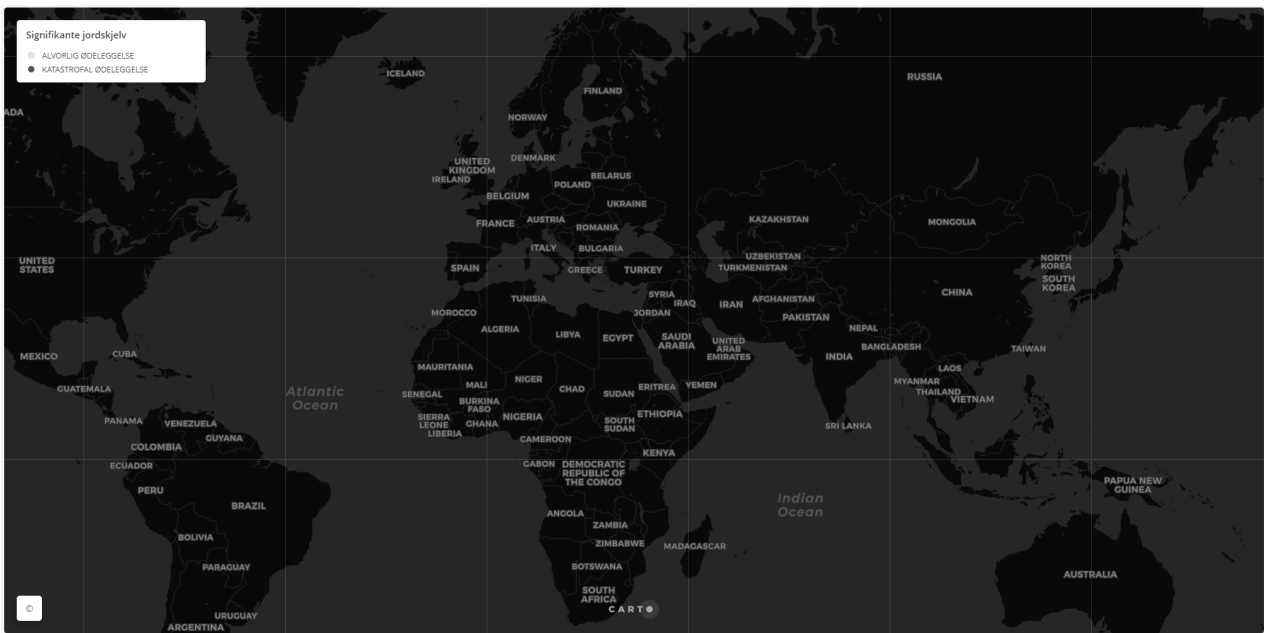 Signifikante jordskjelv
ALVORLIG ØDELEGGELSE
KATASTROFAL ØDELEGGELSE
ICELAND
RUSSIA
FINLAND
ADA
NORWAY
DENMARK
UNITED
KINGDOM
IRELAND
BELARUS
POLAND
BELGIUM
UKRAINE
FRANCE
AUSTRIA
ROMANIA
KAZAKHSTAN
MONGOLIA
ITALY
BULGARIA
UZBEKISTAN
NORTH
KOREA
UNITED
STATES
SPAIN
GREECE
TURKEY
TURKMENISTAN
SOUTH
KOREA
CHINA
TUNISIA
SYRIA
IRAQ
IRAN
AFGHANISTAN
MOROCCO
JORDAN
PAKISTAN
ALGERIA
LIBYA
EGYPT
SAUDI
ARABIA
UNITED
ARAB
EMIRATES
NEPAL
BANGLADESH
TAIWAN
MEXICO
CUBA
INDIA
MAURITANIA
LAOS
MALI
NIGER
CHAD
SUDAN
ERITREA
YEMEN
MYANMAR
THAILAND
VIETNAM
GUATEMALA
Atlantic
Ocean
SENEGAL
BURKINA
FASO
SIERRA
LEONE
LIBERIA
GHANA
NIGERIA
SOUTH
SUDAN
ETHIOPIA
PANAMA
VENEZUELA
SRI LANKA
GUYANA
COLOMBIA
CAMEROON
KENYA
ECUADOR
GABON
DEMOCRATIC
REPUBLIC OF
THE CONGO
PAPUA NEW
GUINEA
PERU
BRAZIL
Indian
Ocean
ANGOLA
ZAMBIA
BOLIVIA
ZIMBABWE
MADAGASCAR
PARAGUAY
BOTSWANA
AUSTRALIA
SOUTH
AFRICA
©
CARTO
URUGUAY
ARGENTINA